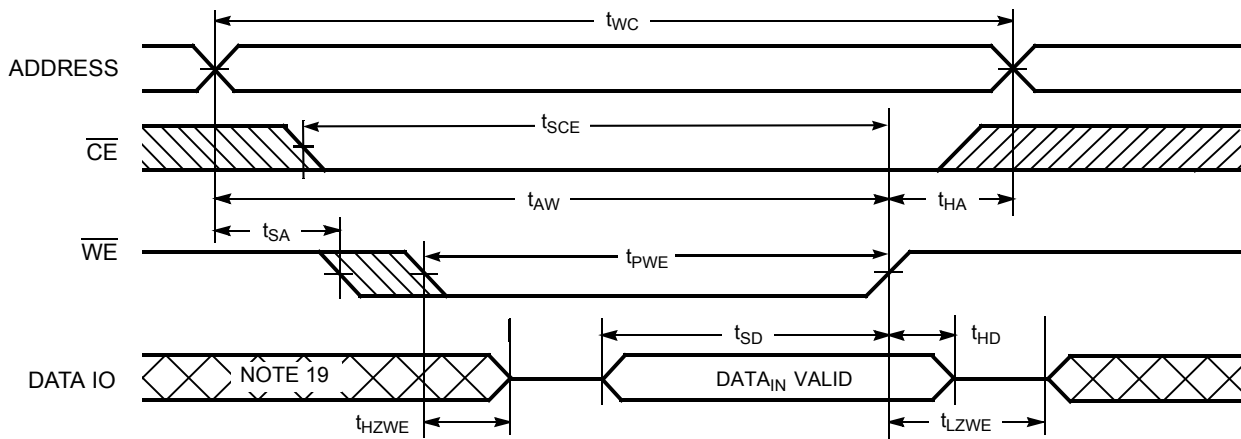 tWC
ADDRESS
tSCE
CE
tAW
tHA
tSA
WE
tPWE
tSD
tHD
DATA IO
NOTE 19
DATAIN VALID
tHZWE
tLZWE